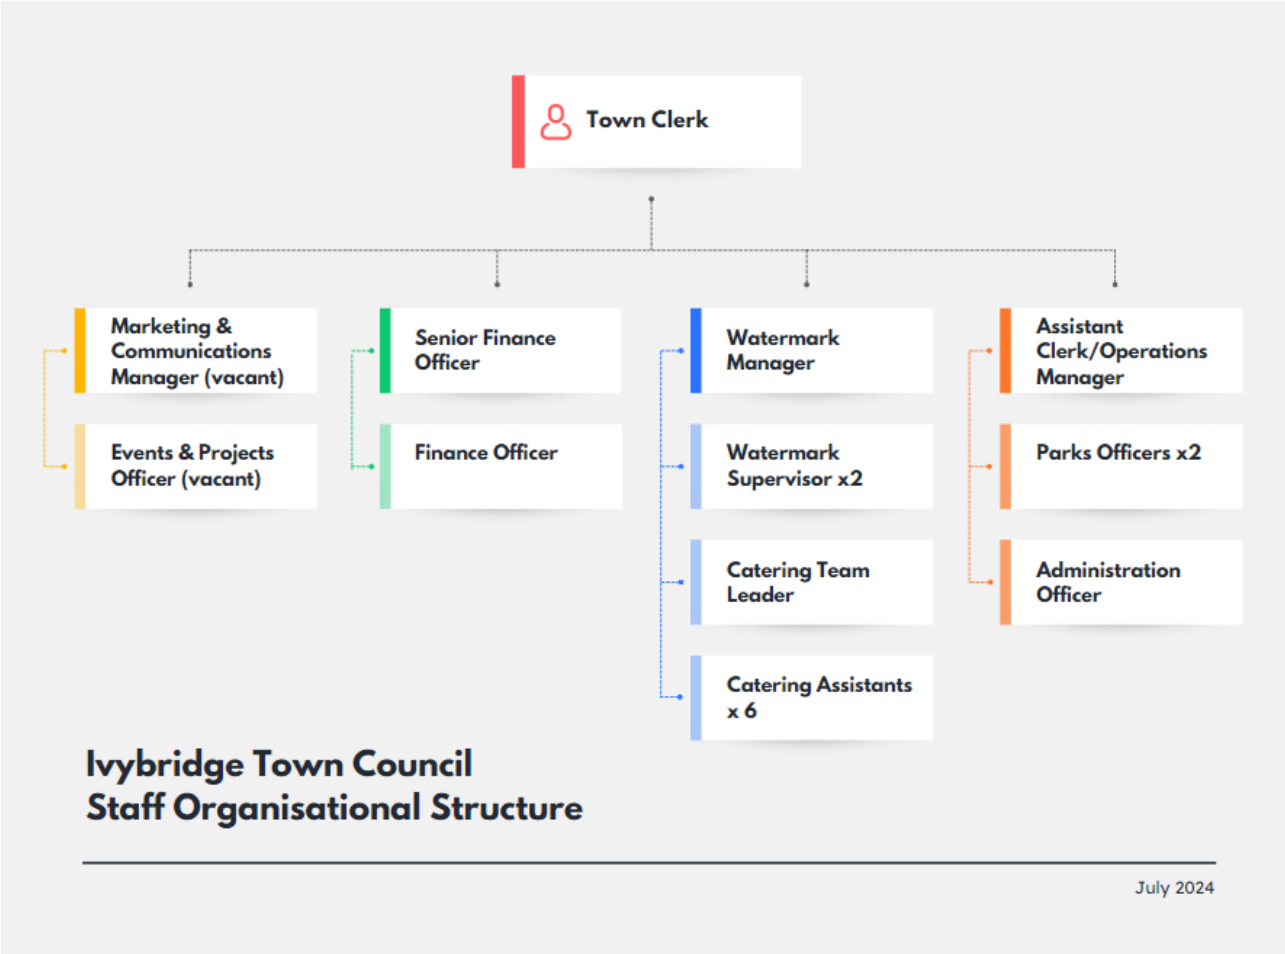 Town Clerk
Marketing &
Communications
Manager (vacant)
Events & Projects
Officer (vacant)
Senior Finance
Officer
Finance Officer
Watermark
Manager
Watermark
Supervisor x2
Catering Team
Leader
Catering Assistants
x 6
Assistant
Clerk/Operations
Manager
Parks Officers x2
Administration
Officer
Ivybridge Town Council
Staff Organisational Structure
July 2024